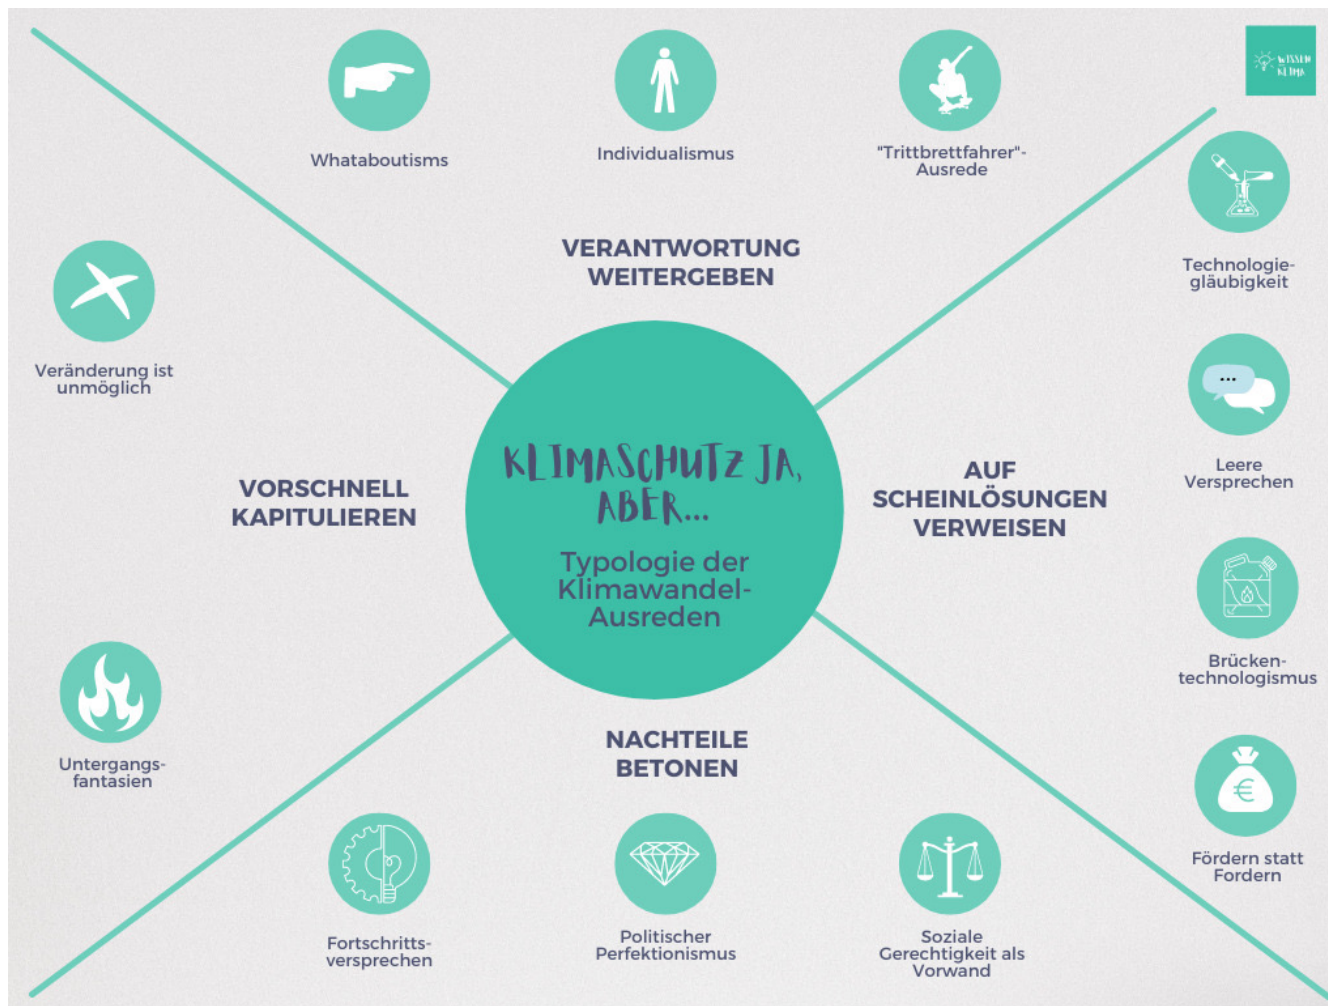 WISSEN
KLIMA
Whataboutisms
Individualismus
"Trittbrettfahrer"-
Ausrede
VERANTWORTUNG
WEITERGEBEN
Technologie-
gläubigkeit
Leere
Versprechen
Brücken-
technologismus
Fördern statt
Fordern
AUF
SCHEINLÖSUNGEN
VERWEISEN
KLIMASCHUTZ JA,
ABER...
Typologie der
Klimawandel-
Ausreden
Veränderung ist
unmöglich
VORSCHNELL
KAPITULIEREN
Untergangs-
fantasien
NACHTEILE
BETONEN
Fortschritts-
versprechen
Politischer
Perfektionismus
Soziale
Gerechtigkeit als
Vorwand
€